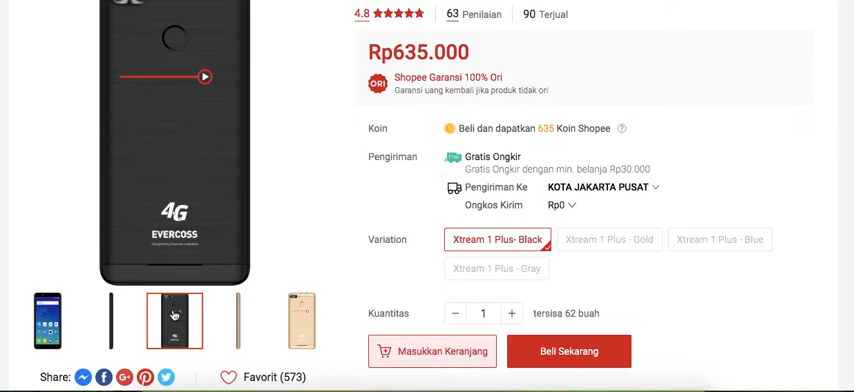 4.8
63 Penilaian
90 Terjual
Rp635.000
ORI
Shopee Garansi 100% Ori
Garansi uang kembali jika produk tidak ori
Koin
Beli dan dapatkan 635 Koin Shopee
Pengiriman
Gratis Ongkir
Gratis Ongkir dengan min. belanja Rp30.000
Pengiriman Ke KOTA JAKARTA PUSAT
Ongkos Kirim Rp0
4G
EVERCOSS
Variation
Xtream 1 Plus- Black
Xtream 1 Plus - Gold
Xtream 1 Plus - Blue
Xtream 1 Plus - Gray
Kuantitas
− 1 + tersisa 62 buah
Masukkan Keranjang
Beli Sekarang
Share:
Favorit (573)